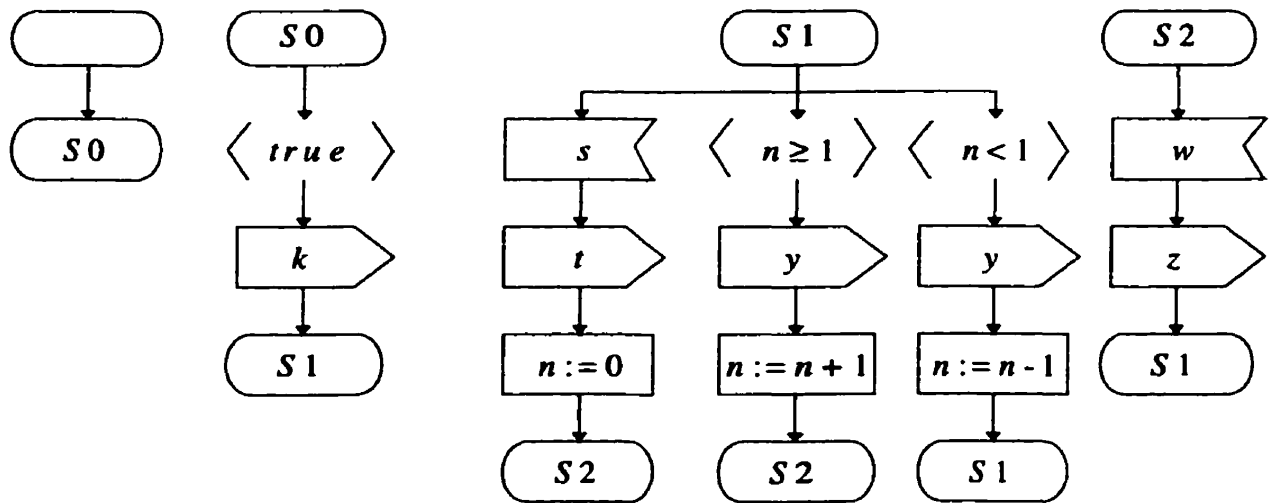 S0
S1
S2
S0
true
s
n ≥ 1
n < 1
w
k
t
y
y
z
S1
n := 0
n := n + 1
n := n - 1
S1
S2
S2
S1